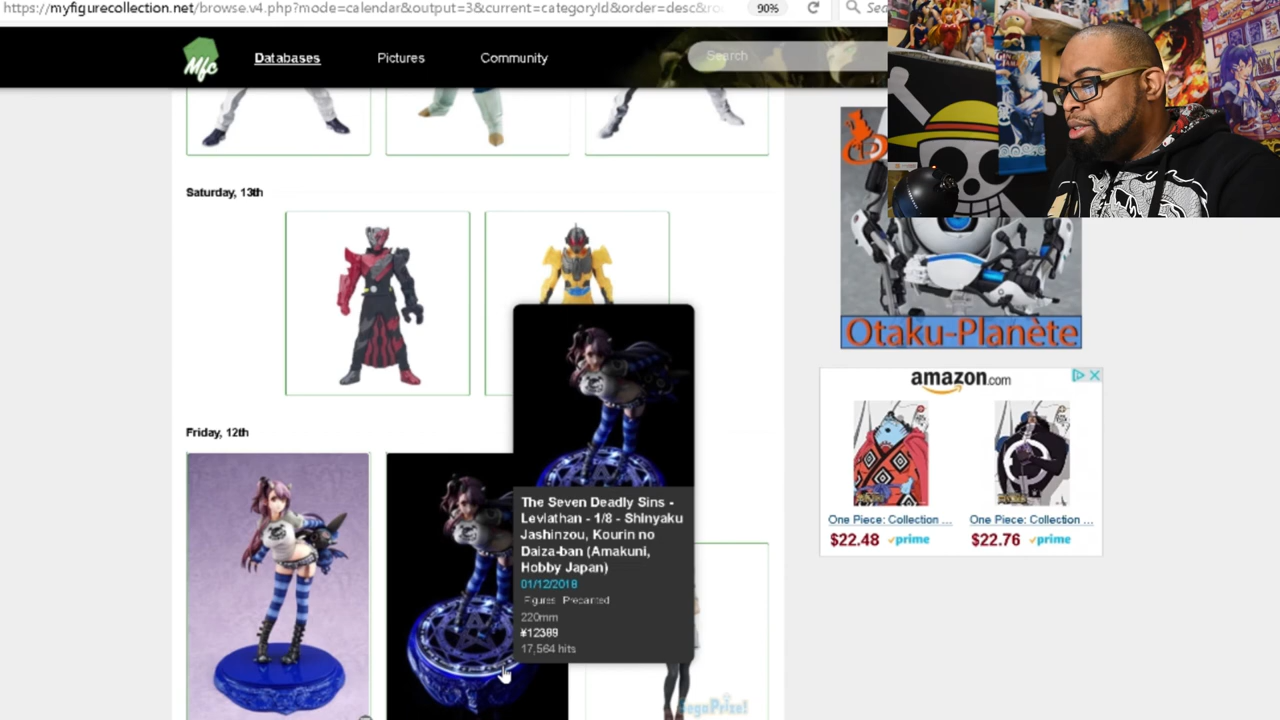 https://myfigurecollection.net/browse.v4.php?mode=calendar&output=3&current=categoryId&order=desc&
90%
Mfc
Databases
Pictures
Community
Search
Saturday, 13th
Otaku-Planète
amazon.com
One Piece: Collection ...
$22.48 prime
One Piece: Collection ...
$22.76 prime
Friday, 12th
The Seven Deadly Sins -
Leviathan - 1/8 - Shinyaku
Jashinzou, Kourin no
Daiza-ban (Amakuni,
Hobby Japan)
01/12/2018
Figures Prepainted
220mm
¥12389
17,564 hits
SegaPrize!